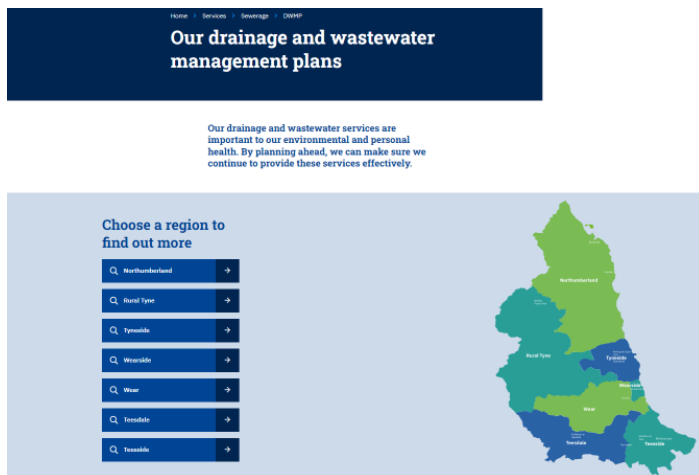 Home > Services > Sewerage > DWMP
Our drainage and wastewater
management plans
Our drainage and wastewater services are
important to our environmental and personal
health. By planning ahead, we can make sure we
continue to provide these services effectively.
Choose a region to
find out more
Northumberland
Rural Tyne
Tyneside
Wearside
Wear
Teesdale
Teesside
Northumberland
Rural Tyne
Tyneside
Wearside
Wear
Teesdale
Teesside